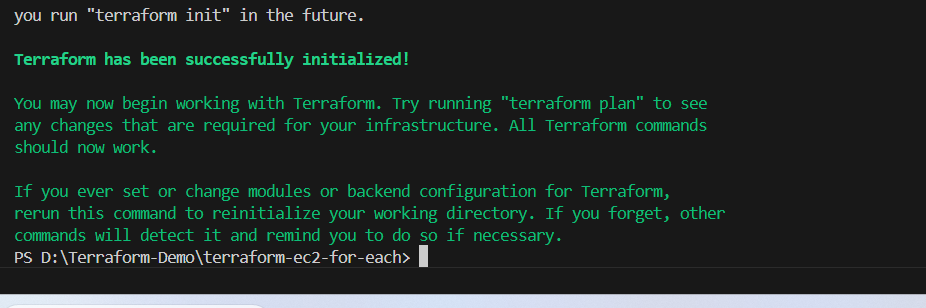 you run "terraform init" in the future.
Terraform has been successfully initialized!
You may now begin working with Terraform. Try running "terraform plan" to see
any changes that are required for your infrastructure. All Terraform commands
should now work.
If you ever set or change modules or backend configuration for Terraform,
rerun this command to reinitialize your working directory. If you forget, other
commands will detect it and remind you to do so if necessary.
PS D:\Terraform-Demo\terraform-ec2-for-each>